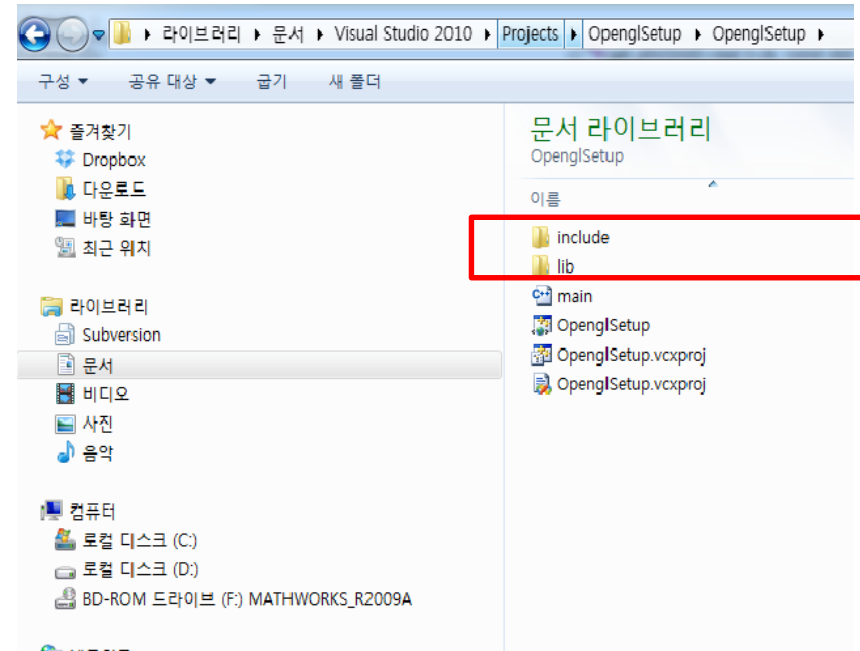 라이브러리 ▸ 문서 ▸ Visual Studio 2010 ▸ Projects ▸ OpenglSetup ▸ OpenglSetup ▸
구성 ▼ 공유 대상 ▼ 굽기 새 폴더
즐겨찾기
Dropbox
다운로드
바탕 화면
최근 위치
라이브러리
Subversion
문서
비디오
사진
음악
컴퓨터
로컬 디스크 (C:)
로컬 디스크 (D:)
BD-ROM 드라이브 (F:) MATHWORKS_R2009A
문서 라이브러리
OpenglSetup
이름
include
lib
main
OpenglSetup
OpenglSetup.vcxproj
OpenglSetup.vcxproj